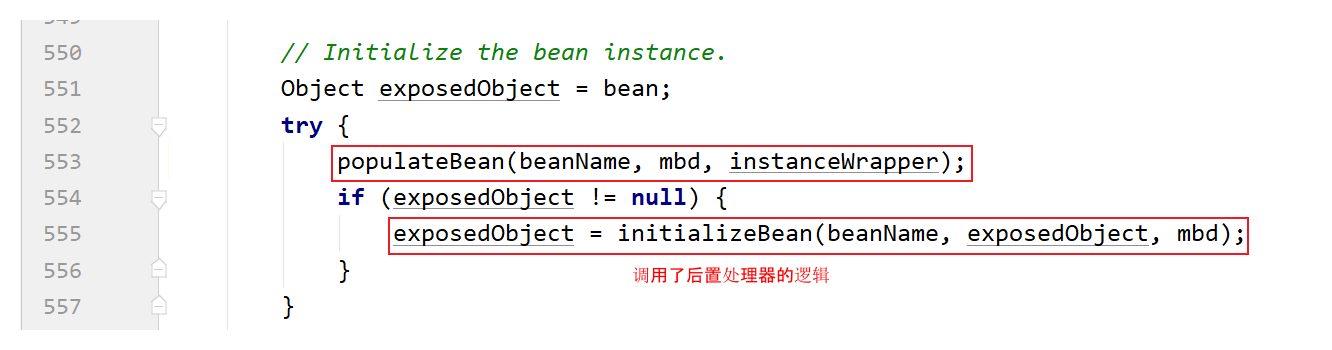 550 // Initialize the bean instance.
551 Object exposedObject = bean;
552 try {
553 populateBean(beanName, mbd, instanceWrapper);
554 if (exposedObject != null) {
555 exposedObject = initializeBean(beanName, exposedObject, mbd);
556 }
调用了后置处理器的逻辑
557 }